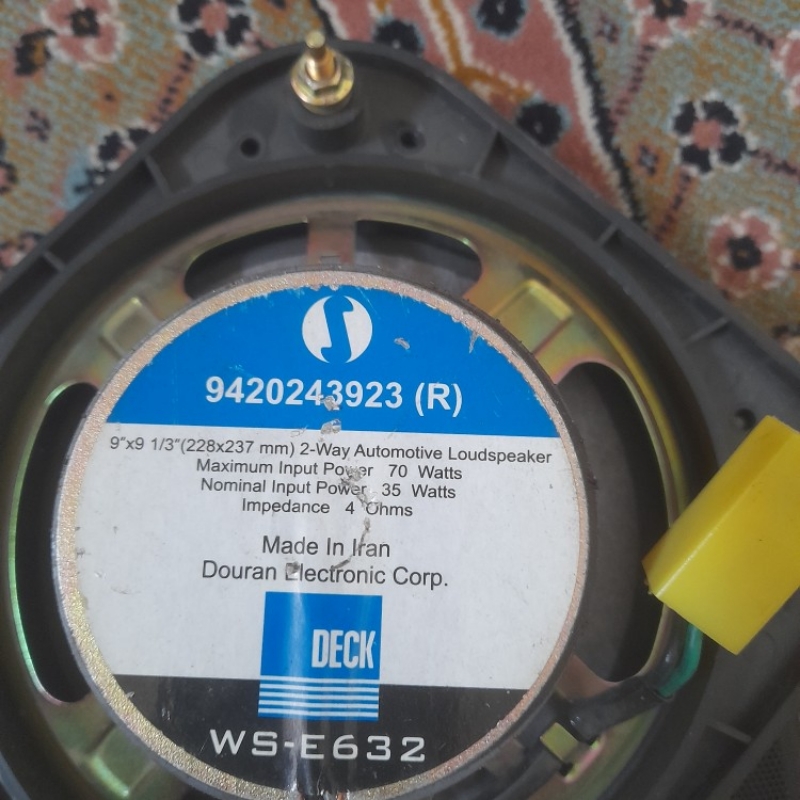 9420243923 (R)
9"x9 1/3"(228x237 mm) 2-Way Automotive Loudspeaker
Maximum Input Power 70 Watts
Nominal Input Power 35 Watts
Impedance 4 Ohms
Made In Iran
Douran Electronic Corp.
DECK
WS-E632